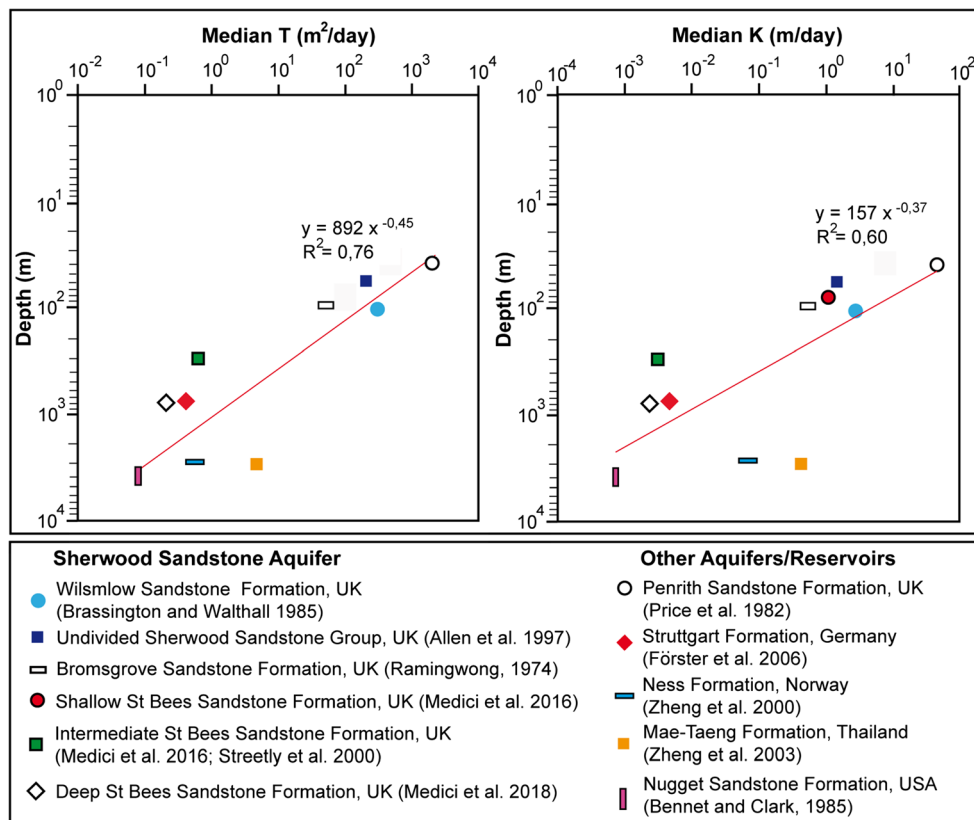 Median T (m²/day)
10⁻² 10⁻¹ 10⁰ 10¹ 10² 10³ 10⁴
10⁰
10¹
10²
10³
10⁴
Depth (m)
y = 892 x⁻⁰,⁴⁵
R²= 0,76
Median K (m/day)
10⁻⁴ 10⁻³ 10⁻² 10⁻¹ 10⁰ 10¹ 10²
10⁰
10¹
10²
10³
10⁴
Depth (m)
y = 157 x⁻⁰,³⁷
R²= 0,60
Sherwood Sandstone Aquifer
Wilsmlow Sandstone Formation, UK
(Brassington and Walthall 1985)
Undivided Sherwood Sandstone Group, UK (Allen et al. 1997)
Bromsgrove Sandstone Formation, UK (Ramingwong, 1974)
Shallow St Bees Sandstone Formation, UK (Medici 2016)
Intermediate St Bees Sandstone Formation, UK
(Medici et al. 2016; Streetly et al. 2000)
Deep St Bees Sandstone Formation, UK (Medici et al. 2018)
Other Aquifers/Reservoirs
Penrith Sandstone Formation, UK
(Price et al. 1982)
Struttgart Formation, Germany
(Förster et al. 2006)
Ness Formation, Norway
(Zheng et al. 2000)
Mae-Taeng Formation, Thailand
(Zheng et al. 2003)
Nugget Sandstone Formation, USA
(Bennet and Clark, 1985)